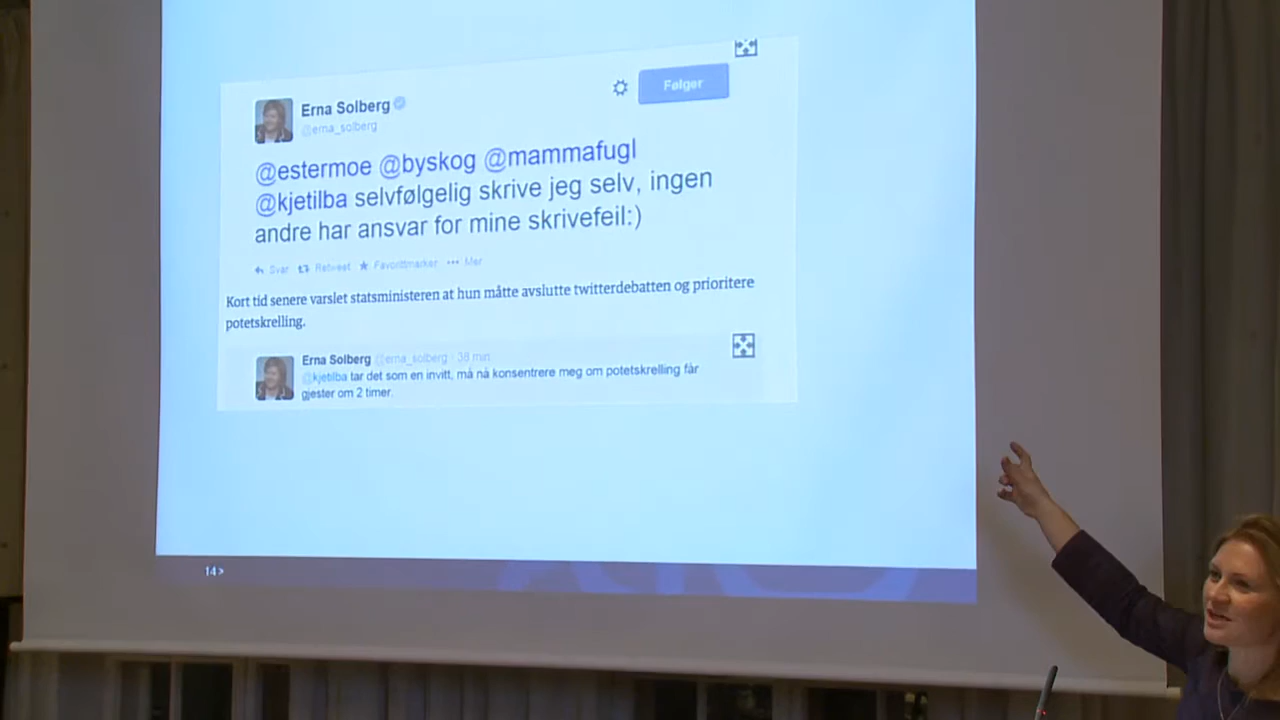 Erna Solberg
@erna_solberg
Følger
@estermoe @byskog @mammafugl
@kjetilba selvfølgelig skrive jeg selv, ingen
andre har ansvar for mine skrivefeil:)
Svar Retweet Favorittmarker Mer
Kort tid senere varslet statsministeren at hun måtte avslutte twitterdebatten og prioritere
potetskrelling.
Erna Solberg @erna_solberg · 38 min
@kjetilba tar det som en invitt, må nå konsentrere meg om potetskrelling får
gjester om 2 timer.
14>